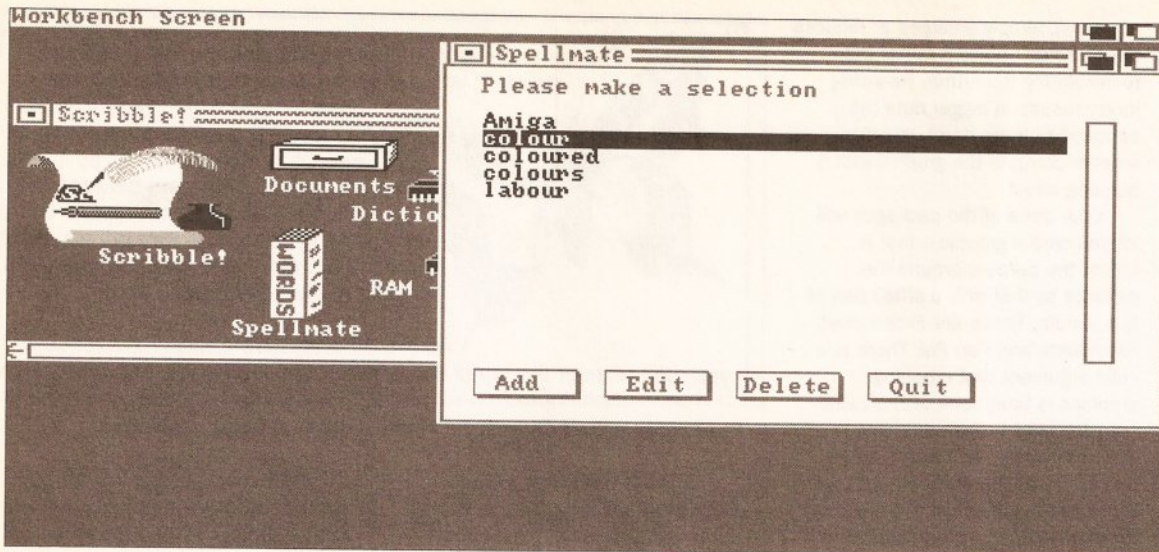 Workbench Screen
Scribble!
Documents
Dictio
Scribble!
WORDS
RAM
Spellmate
Spellmate
Please make a selection
Amiga
colour
coloured
colours
labour
Add
Edit
Delete
Quit